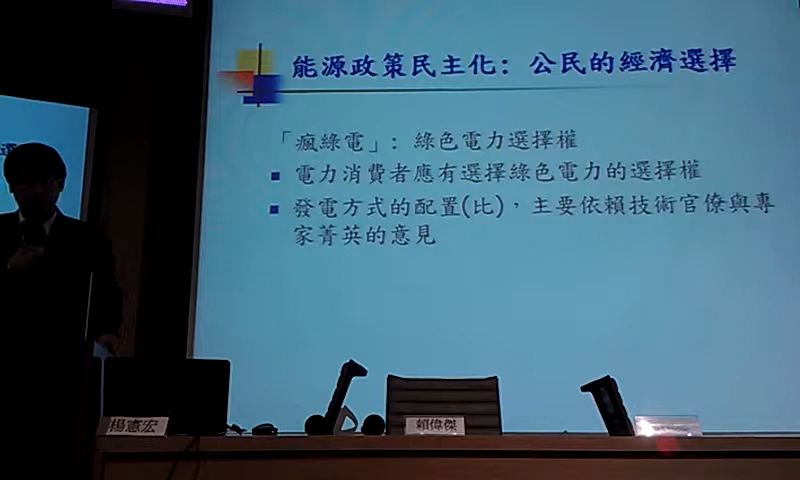 能源政策民主化：公民的經濟選擇
「瘋綠電」：綠色電力選擇權
電力消費者應有選擇綠色電力的選擇權
發電方式的配置(比)，主要依賴技術官僚與專
家菁英的意見
選
楊憲宏
賴偉傑